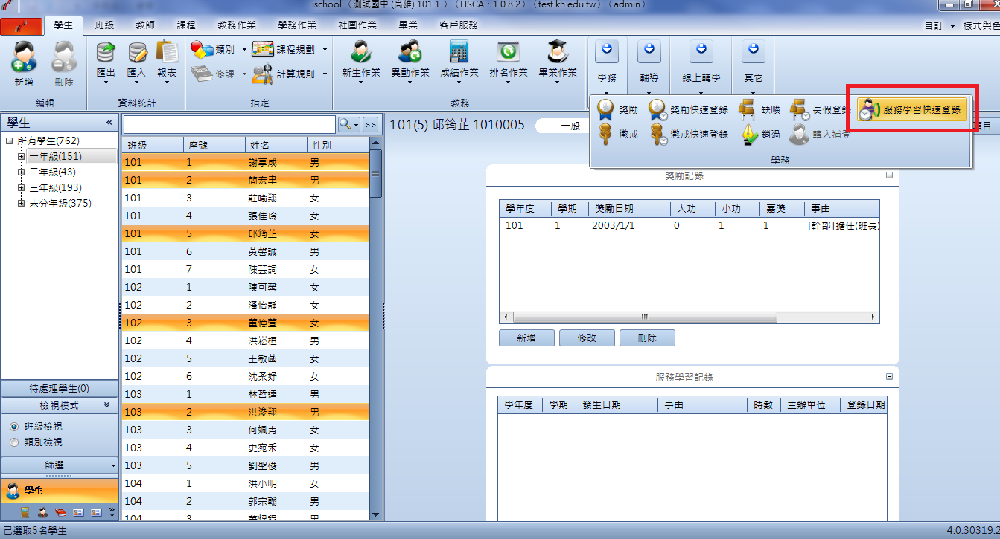 ischool （測試國中 (高雄) 101 1 ）〈FISCA：1.0.8.2〉〈test.kh.edu.tw〉〈admin〉
學生 班級 教師 課程 教務作業 學務作業 社團作業 畢業 客戶服務 自訂 樣式與色
新增 刪除 匯出 匯入 報表 類別 課程規劃 修課 計算規則 新生作業 異動作業 成績作業 排名作業 畢業作業 學務 輔導 線上轉學 其它
編輯 資料統計 指定 教務
獎勵 獎勵快速登錄 缺曠 長假登錄 服務學習快速登錄
懲戒 懲戒快速登錄 銷過 轉入補登
學務
學生 «
所有學生(762)
一年級(151)
二年級(43)
三年級(193)
未分年級(375)
待處理學生(0)
檢視模式
班級檢視
類別檢視
篩選
學生
>>
班級 座號 姓名 性別
101 1 謝享成 男
101 2 簡宏聿 男
101 3 莊喻翔 女
101 4 張佳玲 女
101 5 邱筠芷 女
101 6 黃馨誠 男
101 7 陳芸詞 女
102 1 陳可馨 女
102 2 潘怡靜 女
102 3 董憶萱 女
102 4 洪崧桓 男
102 5 王敏菡 女
102 6 沈柔妤 女
103 1 林哲逵 男
103 2 洪浚翔 男
103 3 何姵青 女
103 4 史宛禾 女
103 5 劉聖俊 男
104 1 洪小明 女
104 2 郭宗翰 男
104 3 男
101(5) 邱筠芷 1010005 一般 項目
獎勵記錄
學年度 學期 獎勵日期 大功 小功 嘉獎 事由
101 1 2003/1/1 0 1 1 [幹部]擔任(班長)
新增 修改 刪除
服務學習記錄
學年度 學期 發生日期 事由 時數 主辦單位 登錄日期
已選取5名學生 4.0.30319.2